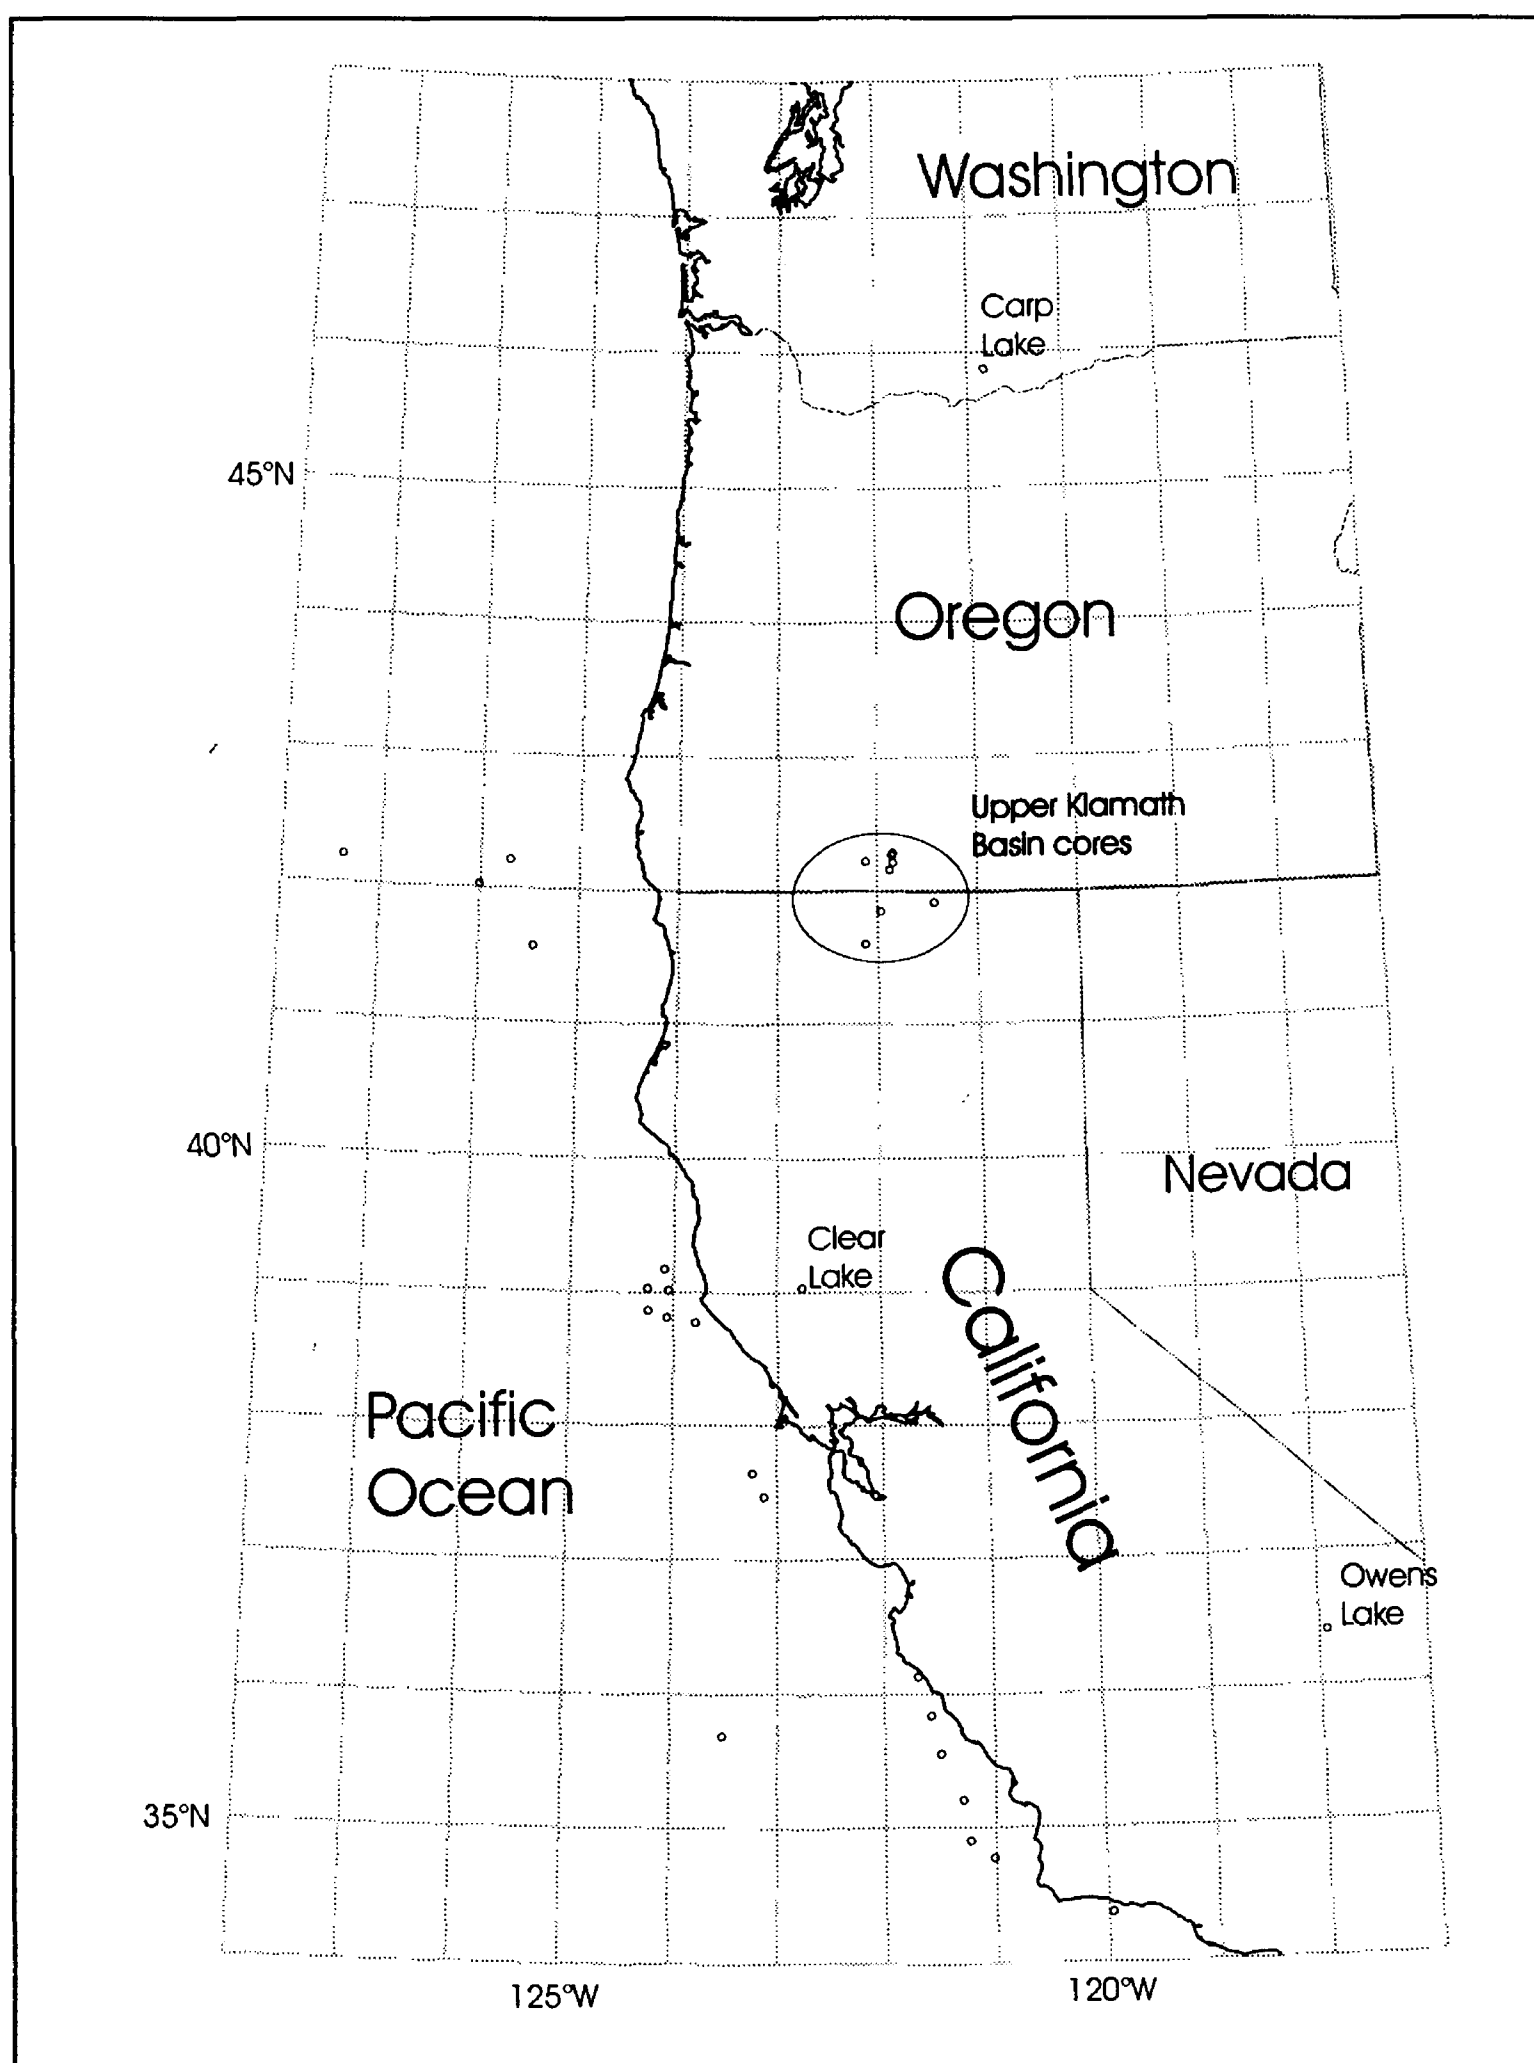 Washington
Carp
Lake
45°N
Oregon
Upper Klamath
Basin cores
40°N
Nevada
Clear
Lake
California
Pacific
Ocean
Owens
Lake
35°N
125°W
120°W